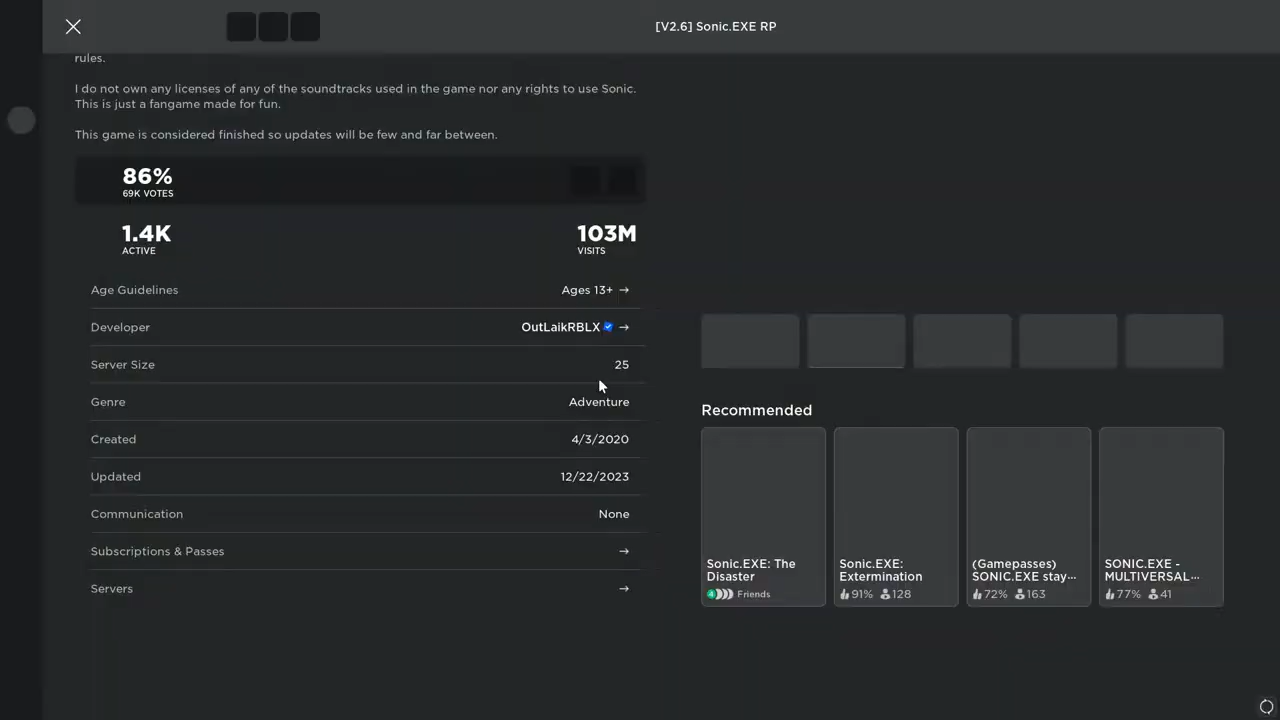 [V2.6] Sonic.EXE RP
rules.
I do not own any licenses of any of the soundtracks used in the game nor any rights to use Sonic.
This is just a fangame made for fun.
This game is considered finished so updates will be few and far between.
86%
69K VOTES
1.4K
ACTIVE
103M
VISITS
Age Guidelines
Ages 13+ →
Developer
OutLaikRBLX →
Server Size
25
Genre
Adventure
Created
4/3/2020
Updated
12/22/2023
Communication
None
Subscriptions & Passes →
Servers →
Recommended
Sonic.EXE: The
Disaster
4 Friends
Sonic.EXE:
Extermination
91% 128
(Gamepasses)
SONIC.EXE stay...
72% 163
SONIC.EXE -
MULTIVERSAL...
77% 41